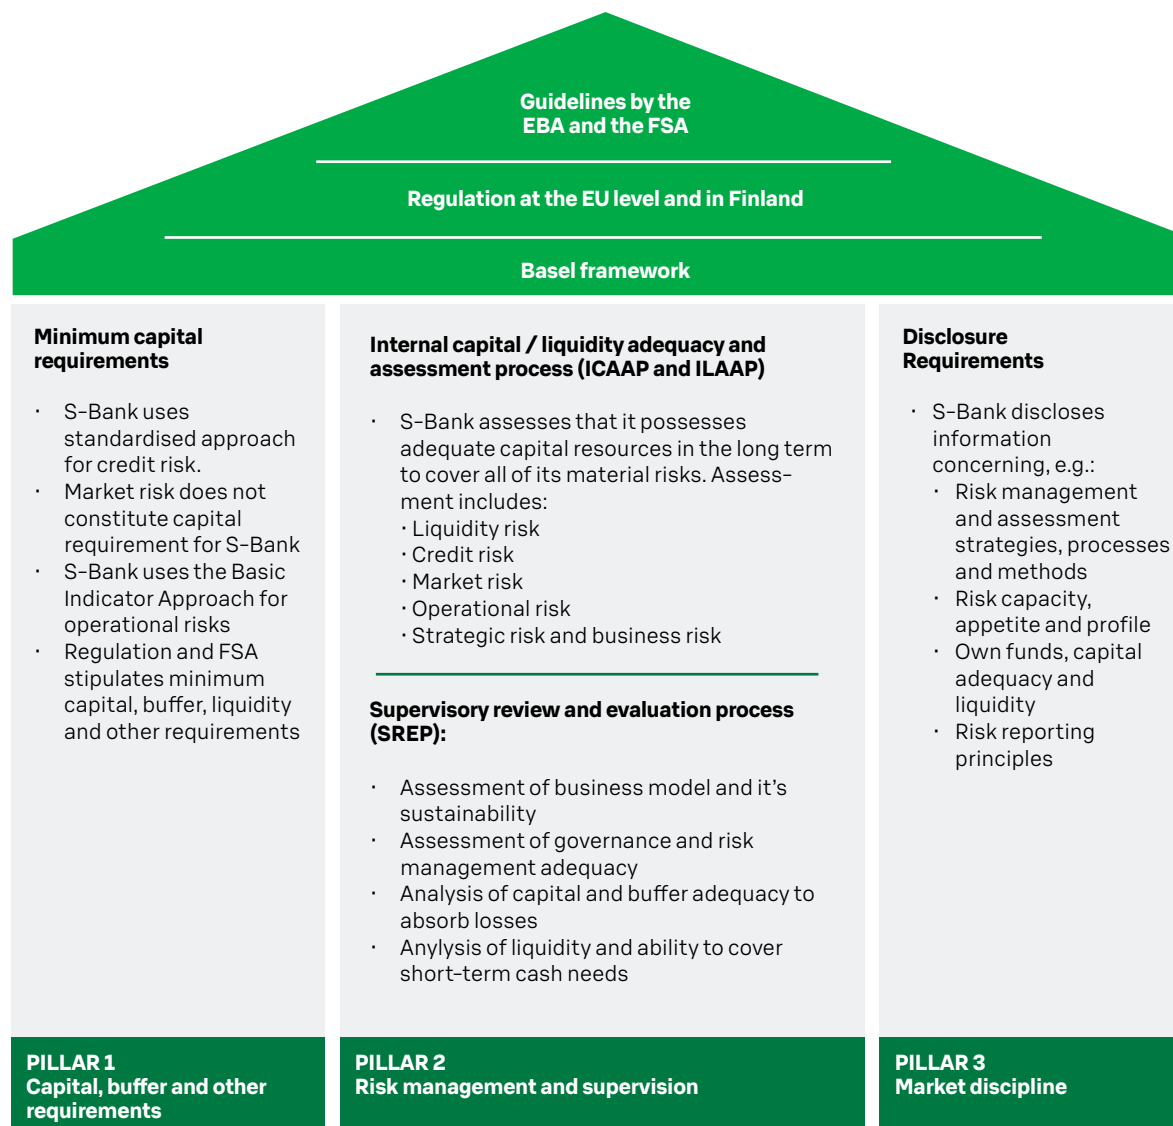 Guidelines by the
EBA and the FSA
Regulation at the EU level and in Finland
Basel framework
Minimum capital
requirements
· S-Bank uses
standardised approach
for credit risk.
· Market risk does not
constitute capital
requirement for S-Bank
· S-Bank uses the Basic
Indicator Approach for
operational risks
· Regulation and FSA
stipulates minimum
capital, buffer, liquidity
and other requirements
PILLAR 1
Capital, buffer and other
requirements
Internal capital / liquidity adequacy and
assessment process (ICAAP and ILAAP)
· S-Bank assesses that it possesses
adequate capital resources in the long term
to cover all of its material risks. Assess-
ment includes:
· Liquidity risk
· Credit risk
· Market risk
· Operational risk
· Strategic risk and business risk
Supervisory review and evaluation process
(SREP):
· Assessment of business model and it's
sustainability
· Assessment of governance and risk
management adequacy
· Analysis of capital and buffer adequacy to
absorb losses
· Anylysis of liquidity and ability to cover
short-term cash needs
PILLAR 2
Risk management and supervision
Disclosure
Requirements
· S-Bank discloses
information
concerning, e.g.:
· Risk management
and assessment
strategies, processes
and methods
· Risk capacity,
appetite and profile
· Own funds, capital
adequacy and
liquidity
· Risk reporting
principles
PILLAR 3
Market discipline